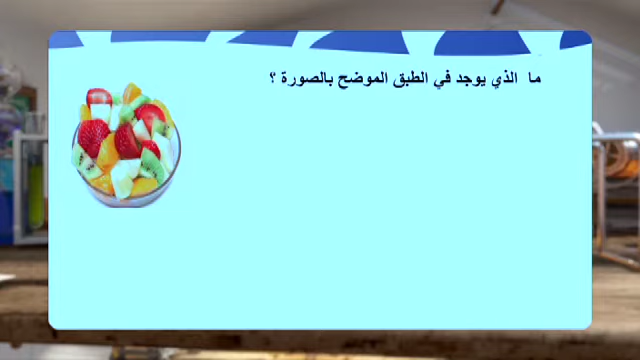 ما الذي يوجد في الطبق الموضح بالصورة ؟